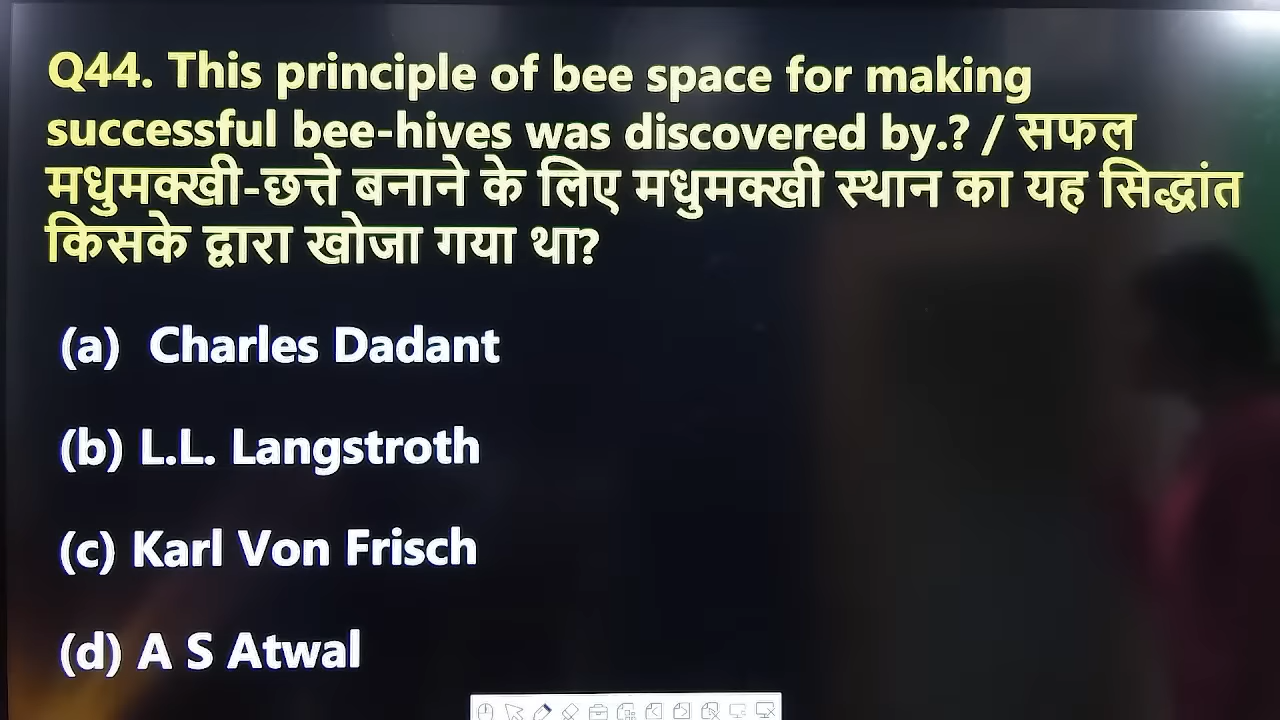 Q44. This principle of bee space for making
successful bee-hives was discovered by.? / सफल
मधुमक्खी-छत्ते बनाने के लिए मधुमक्खी स्थान का यह सिद्धांत
किसके द्वारा खोजा गया था?
(a) Charles Dadant
(b) L.L. Langstroth
(c) Karl Von Frisch
(d) A S Atwal